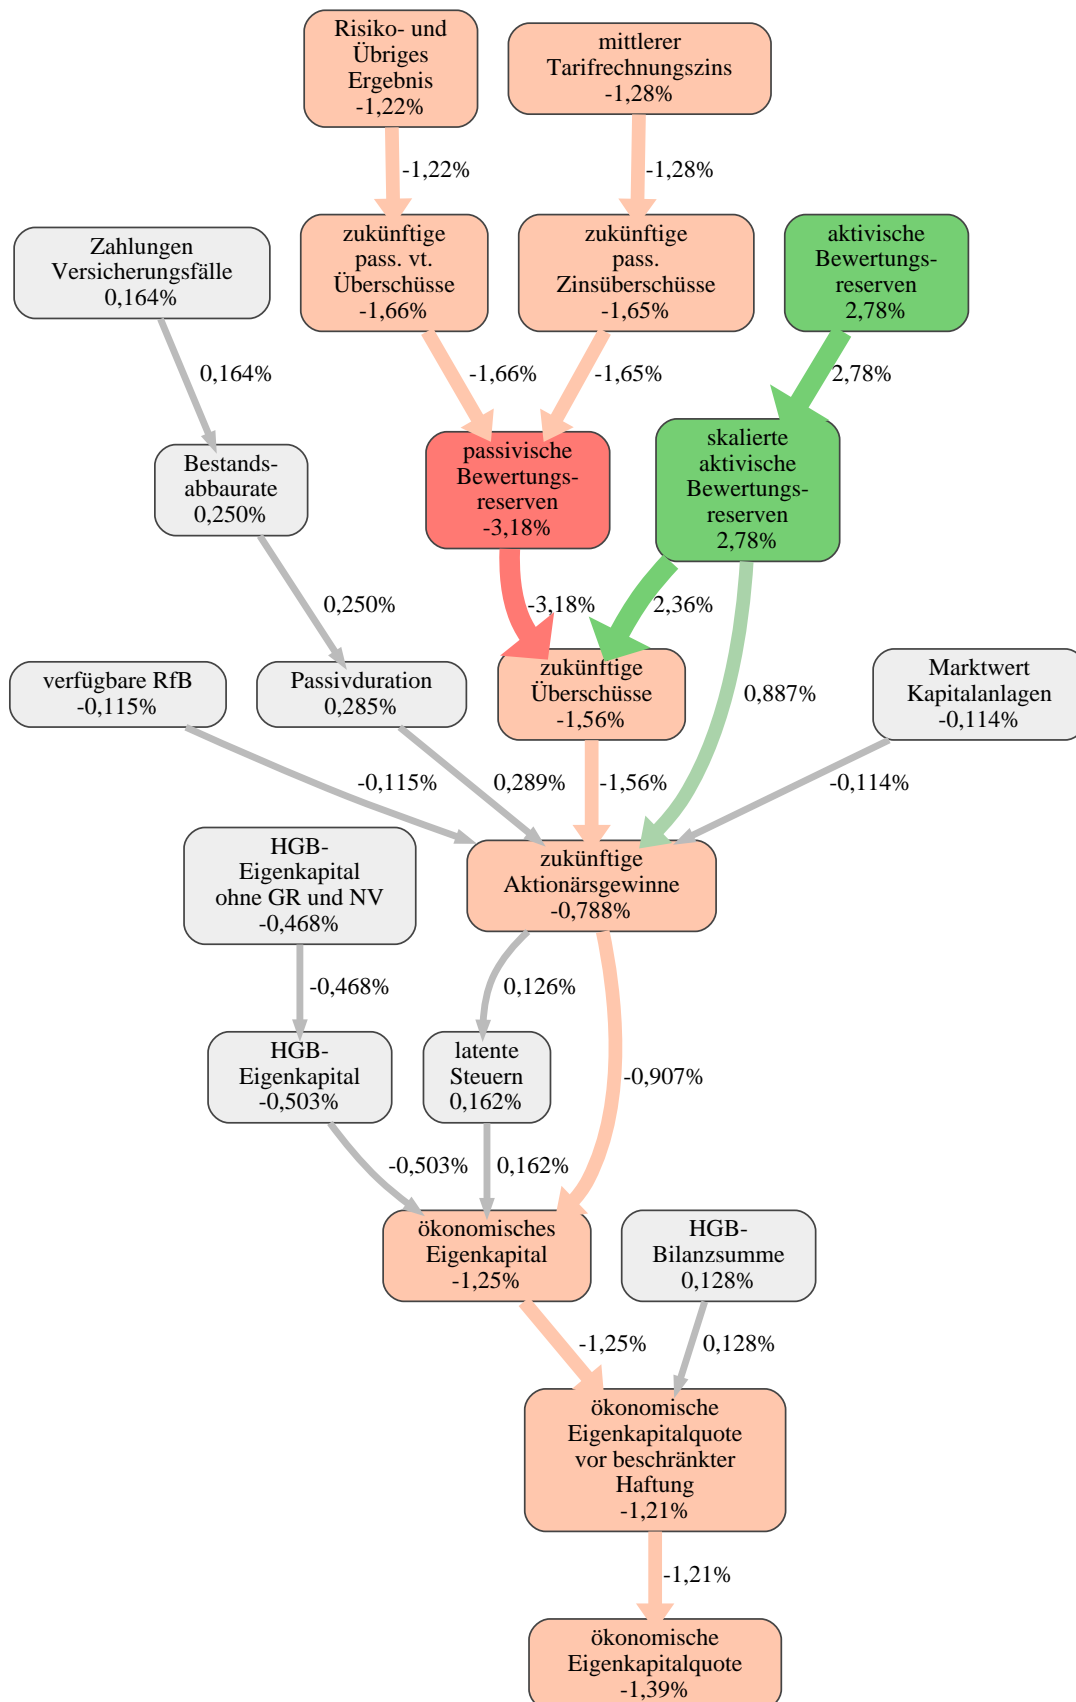 Risiko- und
Übriges
Ergebnis
-1,22%
mittlerer
Tarifrechnungszins
-1,28%
-1,22%
-1,28%
Zahlungen
Versicherungsfälle
0,164%
zukünftige
pass. vt.
Überschüsse
-1,66%
zukünftige
pass.
Zinsüberschüsse
-1,65%
aktivische
Bewertungs-
reserven
2,78%
0,164%
-1,66%
-1,65%
2,78%
Bestands-
abbaurate
0,250%
passivische
Bewertungs-
reserven
-3,18%
skalierte
aktivische
Bewertungs-
reserven
2,78%
0,250%
-3,18%
2,36%
0,887%
verfügbare RfB
-0,115%
Passivduration
0,285%
zukünftige
Überschüsse
-1,56%
Marktwert
Kapitalanlagen
-0,114%
-0,115%
0,289%
-1,56%
-0,114%
HGB-
Eigenkapital
ohne GR und NV
-0,468%
zukünftige
Aktionärsgewinne
-0,788%
-0,468%
0,126%
-0,907%
HGB-
Eigenkapital
-0,503%
latente
Steuern
0,162%
-0,503%
0,162%
ökonomisches
Eigenkapital
-1,25%
HGB-
Bilanzsumme
0,128%
-1,25%
0,128%
ökonomische
Eigenkapitalquote
vor beschränkter
Haftung
-1,21%
-1,21%
ökonomische
Eigenkapitalquote
-1,39%